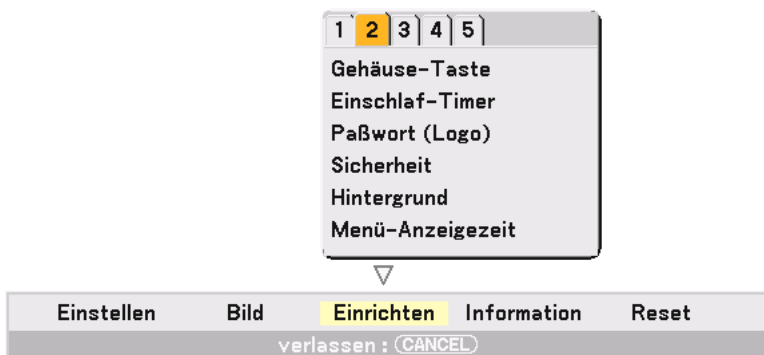 1 2 3 4 5
Gehäuse-Taste
Einschlaf-Timer
Paßwort (Logo)
Sicherheit
Hintergrund
Menü-Anzeigezeit
Einstellen Bild Einrichten Information Reset
verlassen : CANCEL